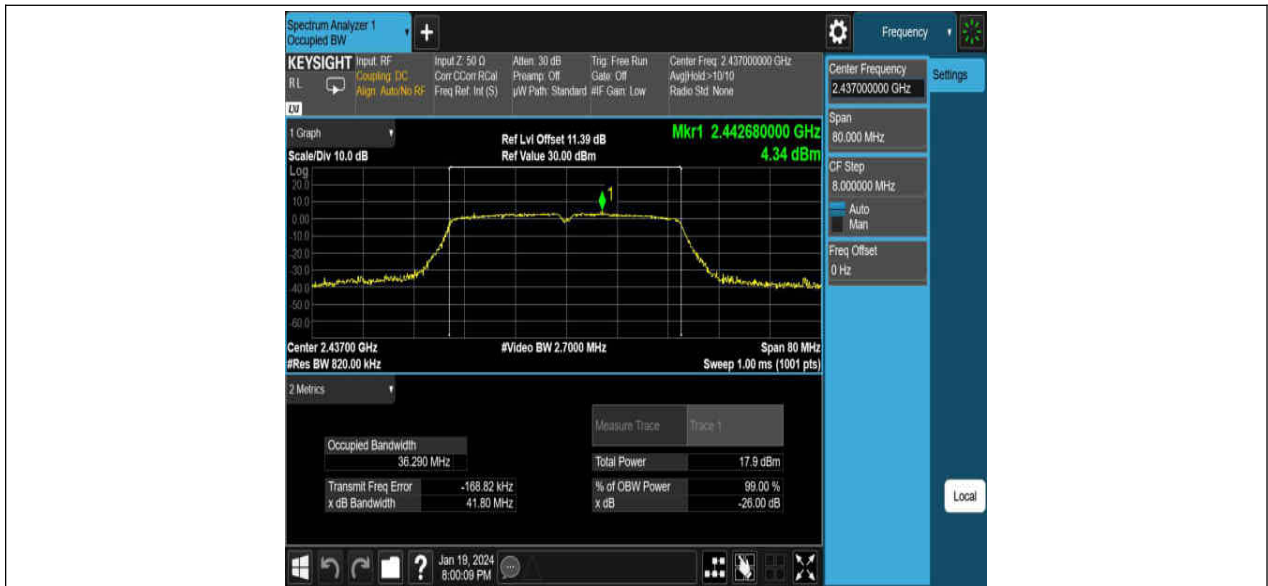 Spectrum Analyzer 1
Occupied BW
+
Frequency
KEYSIGHT
RL
LXI
Input: RF
Coupling: DC
Align: Auto/No RF
Input Z: 50 Ω
Corr CCorr RCal
Freq Ref: Int (S)
Atten: 30 dB
Preamp: Off
µW Path: Standard
Trig: Free Run
Gate: Off
#IF Gain: Low
Center Freq: 2.437000000 GHz
Avg|Hold:>10/10
Radio Std: None
1 Graph
Scale/Div 10.0 dB
Ref Lvl Offset 11.39 dB
Ref Value 30.00 dBm
Mkr1 2.442680000 GHz
4.34 dBm
Log
20.0
10.0
0.00
-10.0
-20.0
-30.0
-40.0
-50.0
-60.0
1
Center 2.43700 GHz
#Res BW 820.00 kHz
#Video BW 2.7000 MHz
Span 80 MHz
Sweep 1.00 ms (1001 pts)
2 Metrics
Measure Trace
Trace 1
Occupied Bandwidth
36.290 MHz
Total Power
17.9 dBm
Transmit Freq Error
-168.82 kHz
% of OBW Power
99.00 %
x dB Bandwidth
41.80 MHz
x dB
-26.00 dB
?
Jan 19, 2024
8:00:09 PM
Center Frequency
2.437000000 GHz
Settings
Span
80.000 MHz
CF Step
8.000000 MHz
Auto
Man
Freq Offset
0 Hz
Local